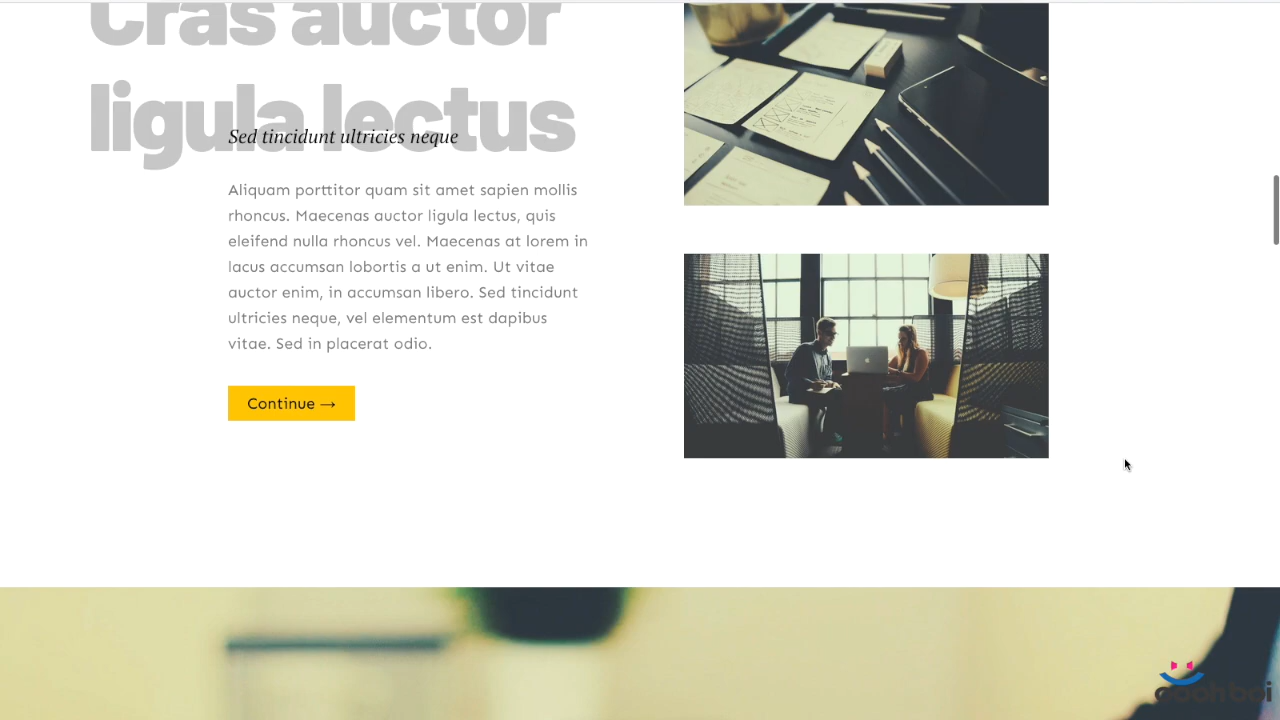 Cras auctor
ligula lectus
Sed tincidunt ultricies neque
Aliquam porttitor quam sit amet sapien mollis
rhoncus. Maecenas auctor ligula lectus, quis
eleifend nulla rhoncus vel. Maecenas at lorem in
lacus accumsan lobortis a ut enim. Ut vitae
auctor enim, in accumsan libero. Sed tincidunt
ultricies neque, vel elementum est dapibus
vitae. Sed in placerat odio.
Continue →
ooohboi